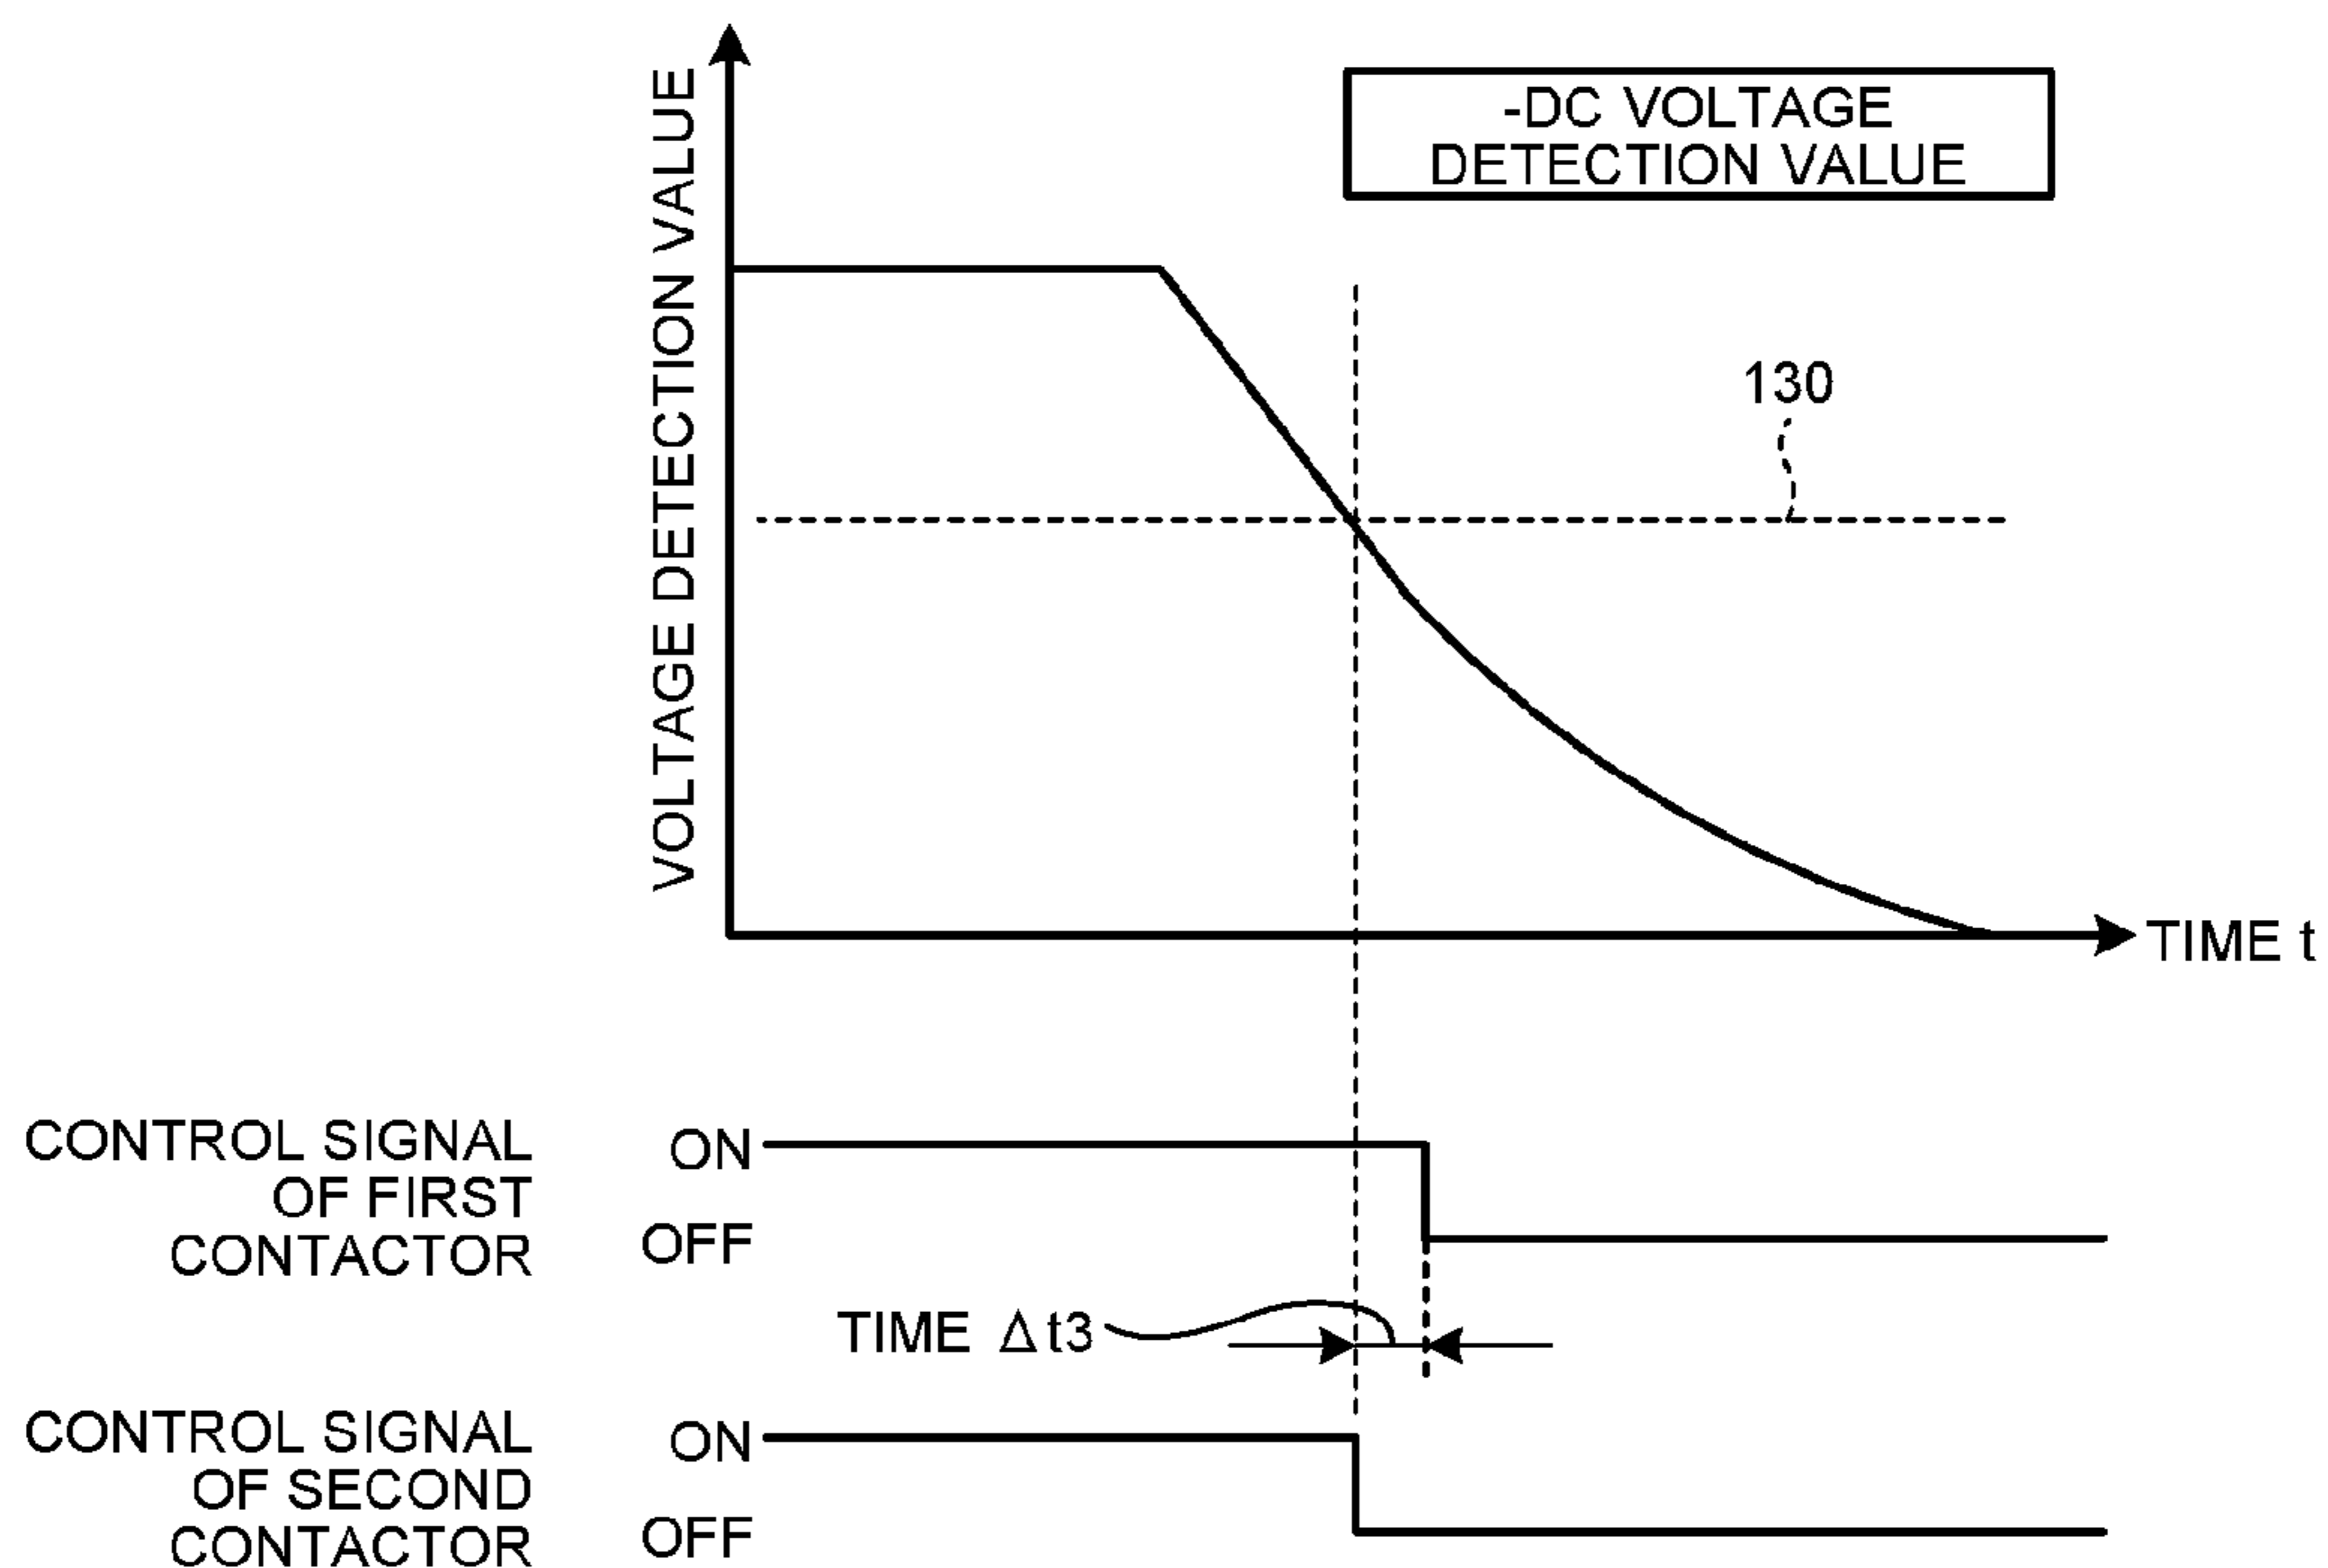 VOLTAGE DETECTION VALUE
-DC VOLTAGE
DETECTION VALUE
130
TIME t
CONTROL SIGNAL
OF FIRST
CONTACTOR
ON
OFF
TIME Δt3
CONTROL SIGNAL
OF SECOND
CONTACTOR
ON
OFF